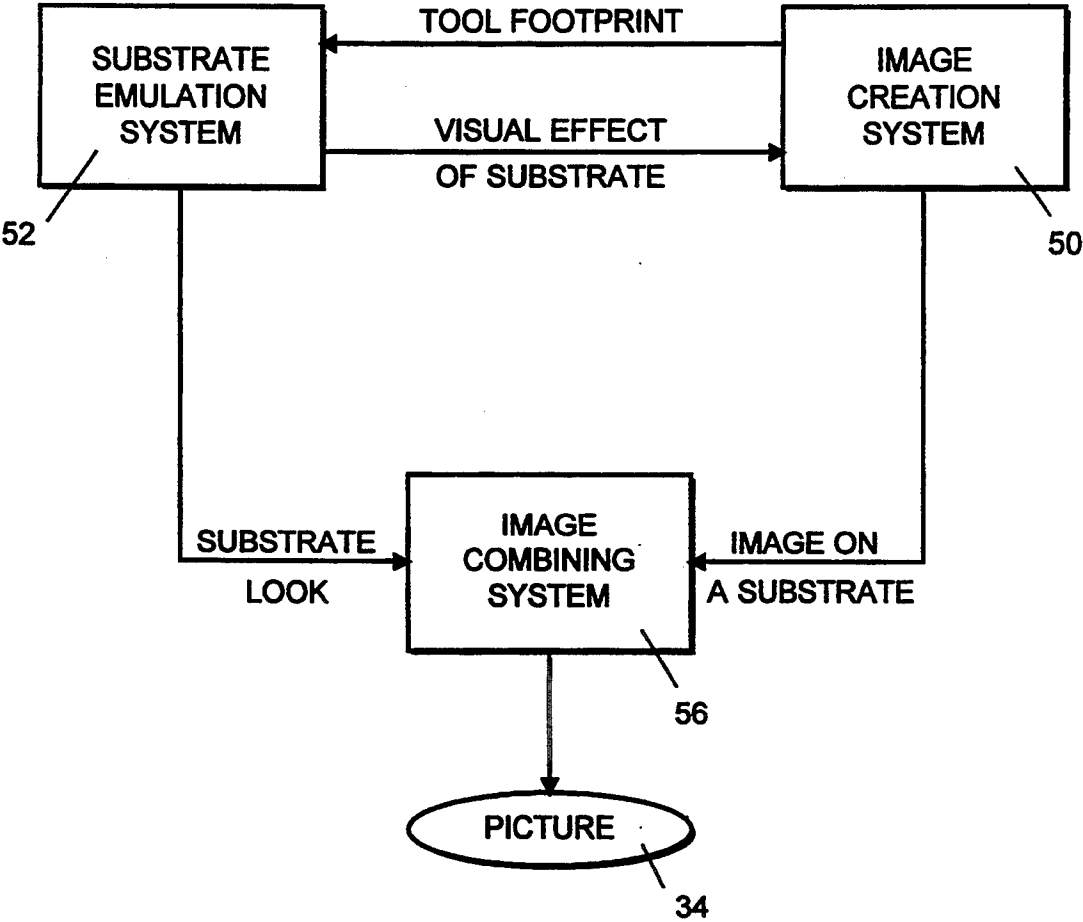 TOOL FOOTPRINT
SUBSTRATE
EMULATION
SYSTEM
IMAGE
CREATION
SYSTEM
VISUAL EFFECT
OF SUBSTRATE
52
50
SUBSTRATE
LOOK
IMAGE
COMBINING
SYSTEM
IMAGE ON
A SUBSTRATE
56
PICTURE
34